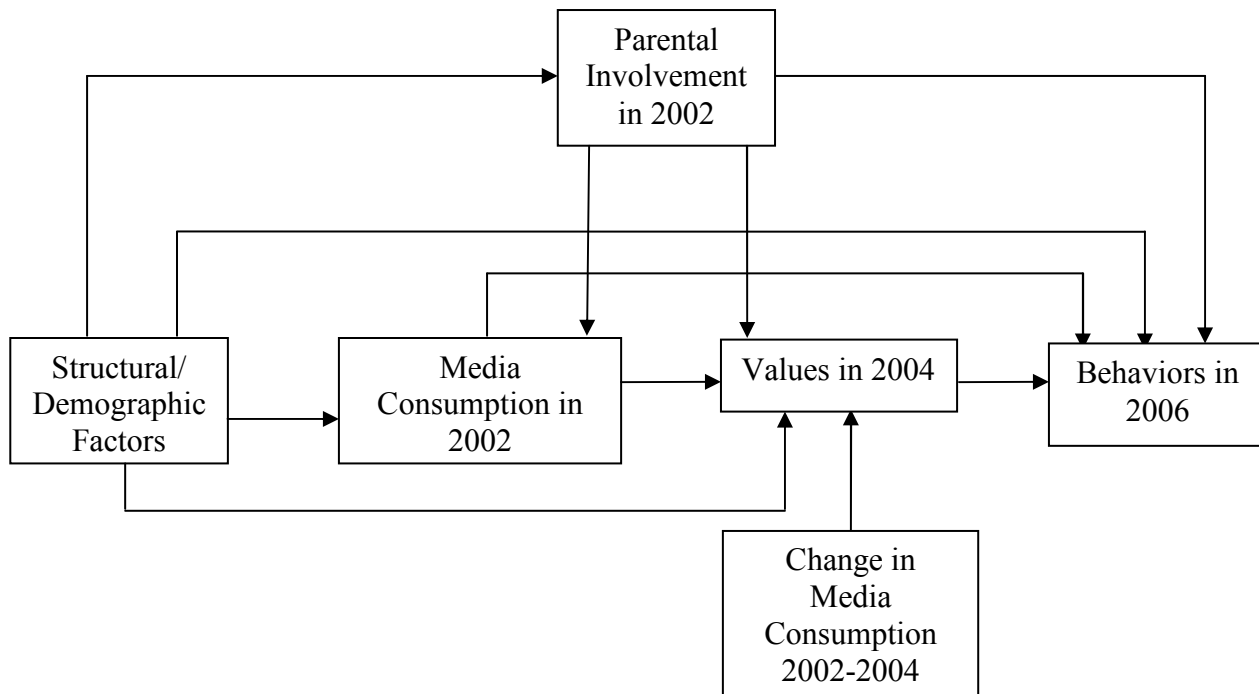 Parental
Involvement
in 2002
Structural/
Demographic
Factors
Media
Consumption in
2002
Values in 2004
Behaviors in
2006
Change in
Media
Consumption
2002-2004